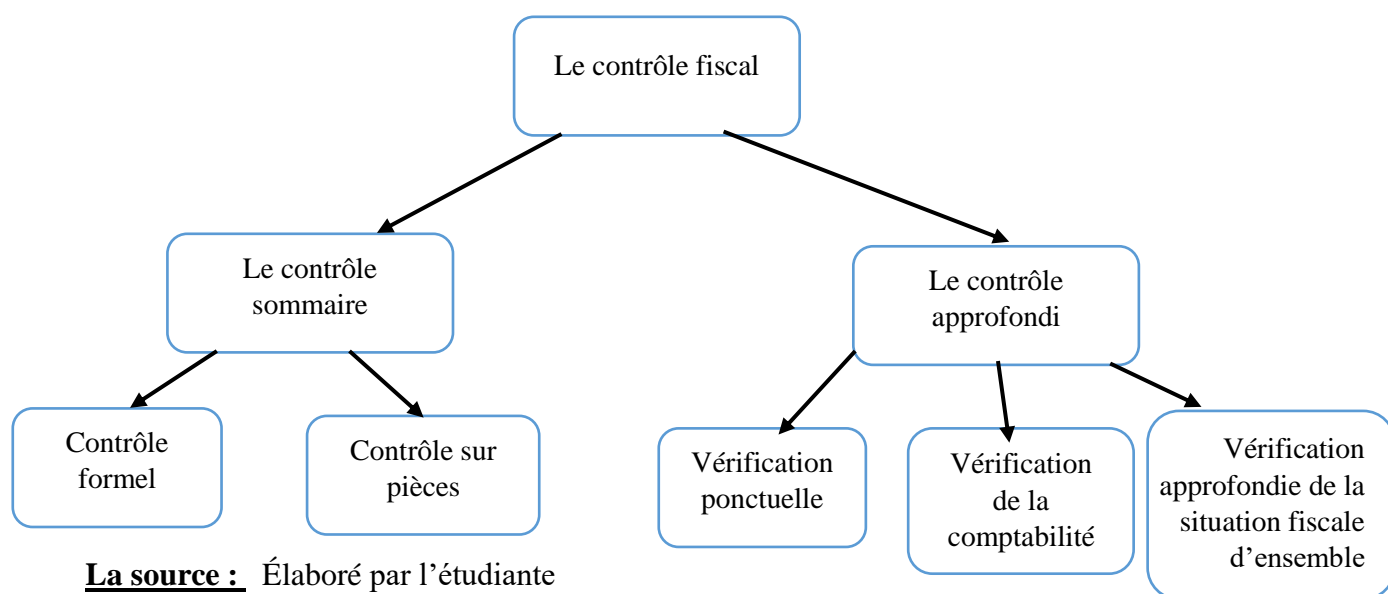 Le contrôle fiscal
Le contrôle
sommaire
Le contrôle
approfondi
Contrôle
formel
Contrôle sur
pièces
Vérification
ponctuelle
Vérification
de la
comptabilité
Vérification
approfondie de la
situation fiscale
d’ensemble
La source : Élaboré par l’étudiante